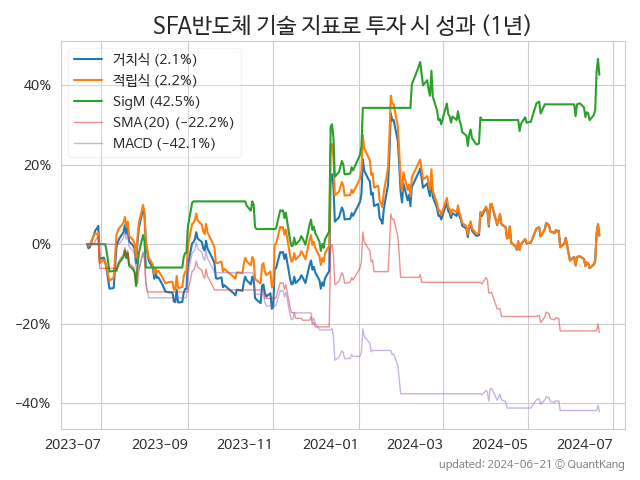 SFA반도체 기술 지표로 투자 시 성과 (1년)
거치식 (2.1%)
적립식 (2.2%)
SigM (42.5%)
SMA(20) (−22.2%)
MACD (−42.1%)
40%
20%
0%
−20%
−40%
2023-07 2023-09 2023-11 2024-01 2024-03 2024-05 2024-07
updated: 2024-06-21 © QuantKang